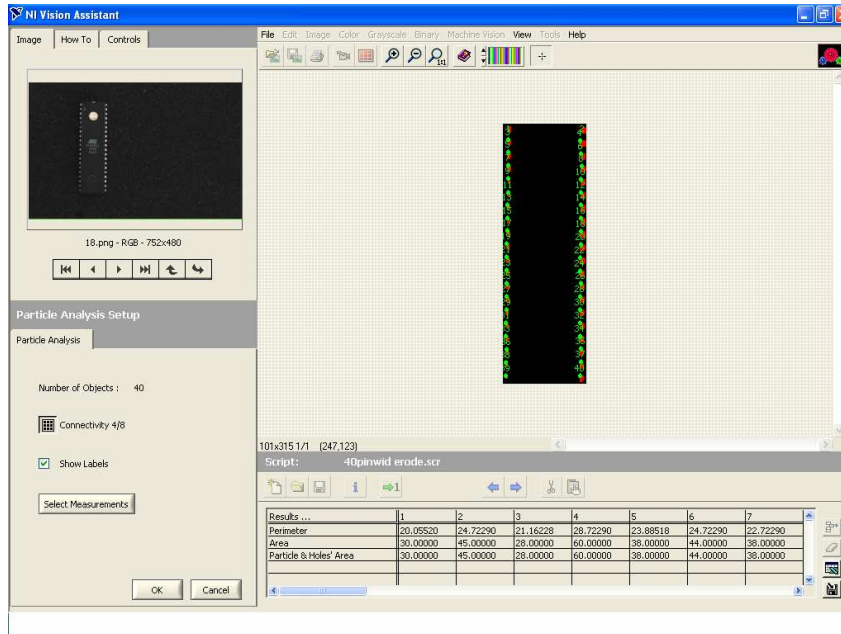 NI Vision Assistant
Image How To Controls
File Edit Image Color Grayscale Binary Machine Vision View Tools Help
1:1
18.png - RGB - 752x480
Particle Analysis Setup
Particle Analysis
Number of Objects : 40
Connectivity 4/8
Show Labels
Select Measurements
OK Cancel
101x315 1/1 (247,123)
Script: 40pinwid erode.scr
Results ... 1 2 3 4 5 6 7
Perimeter 20.05520 24.72290 21.16228 28.72290 23.88518 24.72290 22.72290
Area 30.00000 45.00000 28.00000 60.00000 38.00000 44.00000 38.00000
Particle & Holes' Area 30.00000 45.00000 28.00000 60.00000 38.00000 44.00000 38.00000